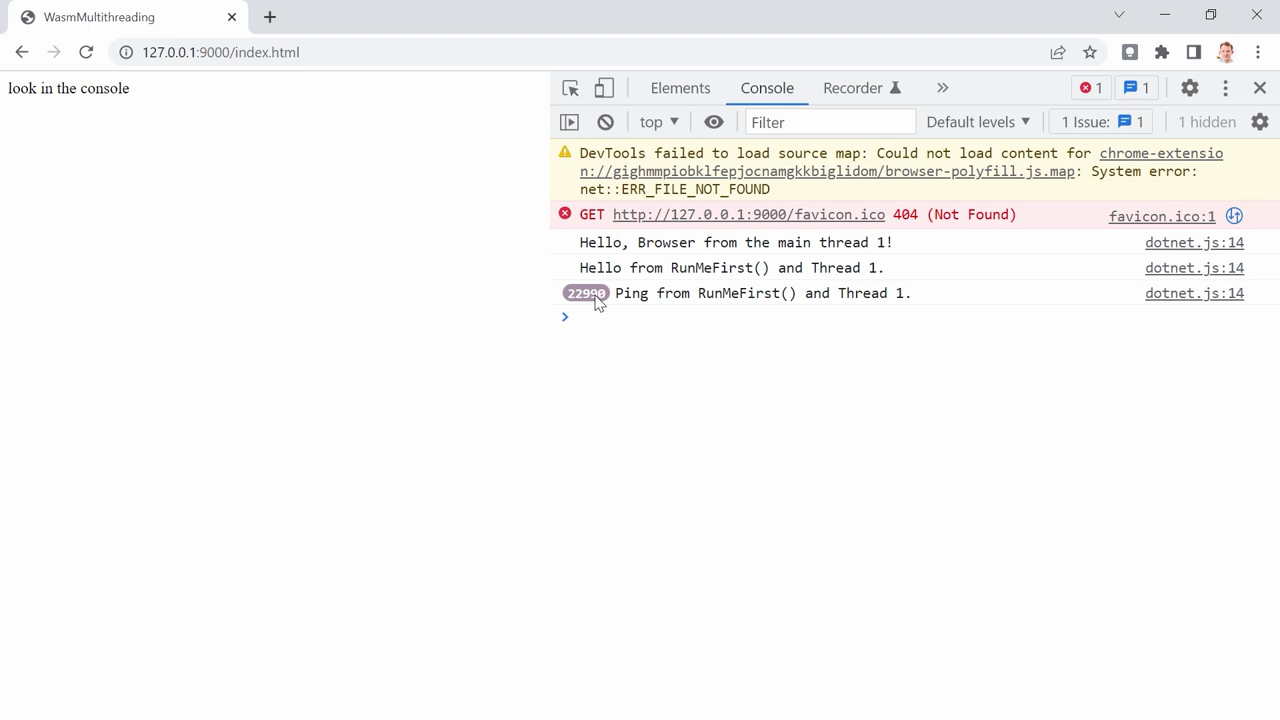 WasmMultithreading
127.0.0.1:9000/index.html
look in the console
Elements
Console
Recorder
1
1
top
Filter
Default levels
1 Issue:
1
1 hidden
DevTools failed to load source map: Could not load content for chrome-extensio
n://gighmmpiobklfepjocnamgkkbiglidom/browser-polyfill.js.map: System error:
net::ERR_FILE_NOT_FOUND
GET http://127.0.0.1:9000/favicon.ico 404 (Not Found) favicon.ico:1
Hello, Browser from the main thread 1! dotnet.js:14
Hello from RunMeFirst() and Thread 1. dotnet.js:14
22990 Ping from RunMeFirst() and Thread 1. dotnet.js:14